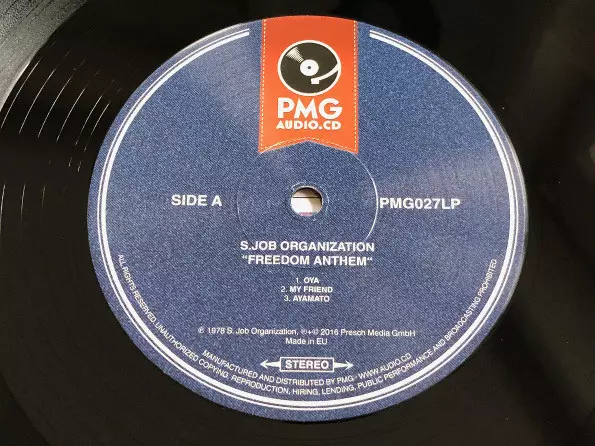 PMG
AUDIO.CD
SIDE A
PMG027LP
S.JOB ORGANIZATION
"FREEDOM ANTHEM"
1. OYA
2. MY FRIEND
3. AYAMATO
℗ 1978 S. Job Organization, ℗+© 2016 Presch Media GmbH
Made in EU
STEREO
MANUFACTURED AND DISTRIBUTED BY PMG - WWW.AUDIO.CD
ALL RIGHTS RESERVED. UNAUTHORIZED COPYING, REPRODUCTION, HIRING, LENDING, PUBLIC PERFORMANCE AND BROADCASTING PROHIBITED